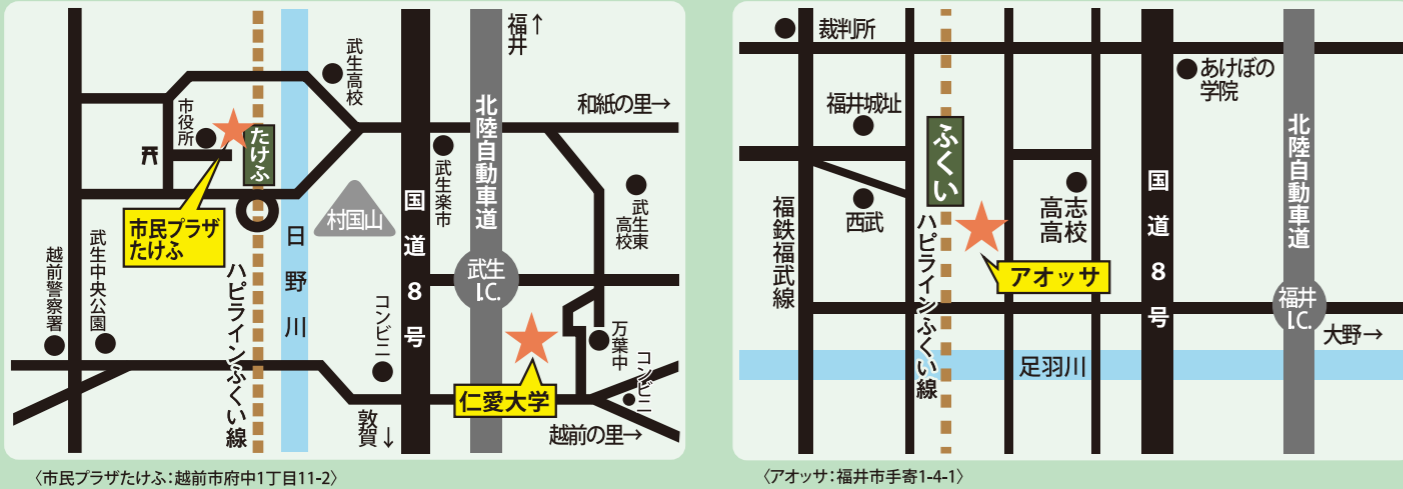 福井
↑
武生高校
和紙の里→
市役所
たけふ
北陸自動車道
武生楽市
国道8号
村国山
武生東高校
市民プラザ
たけふ
日野川
武生中央公園
越前警察署
ハピラインふくい線
コンビニ
武生
I.C.
万葉中
コンビニ
仁愛大学
敦賀
↓
越前の里→
〈市民プラザたけふ:越前市府中1丁目11-2〉
裁判所
あけぼの
学院
福井城址
ふくい
北陸自動車道
国道8号
西武
高志
高校
福鉄福武線
ハピラインふくい線
アオッサ
福井
I.C.
大野→
足羽川
〈アオッサ:福井市手寄1-4-1〉